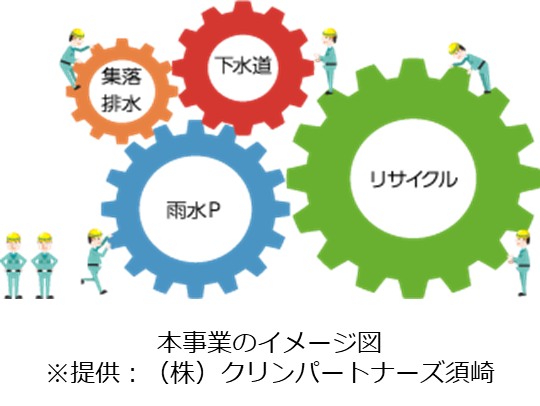 集落
排水
下水道
雨水P
リサイクル
本事業のイメージ図
※提供：（株）クリンパートナーズ須崎